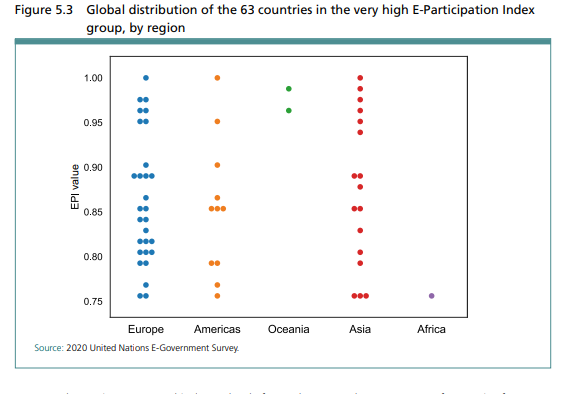 Figure 5.3 Global distribution of the 63 countries in the very high E-Participation Index
group, by region
1.00
0.95
0.90
0.85
0.80
0.75
EPI value
Europe Americas Oceania Asia Africa
Source: 2020 United Nations E-Government Survey.